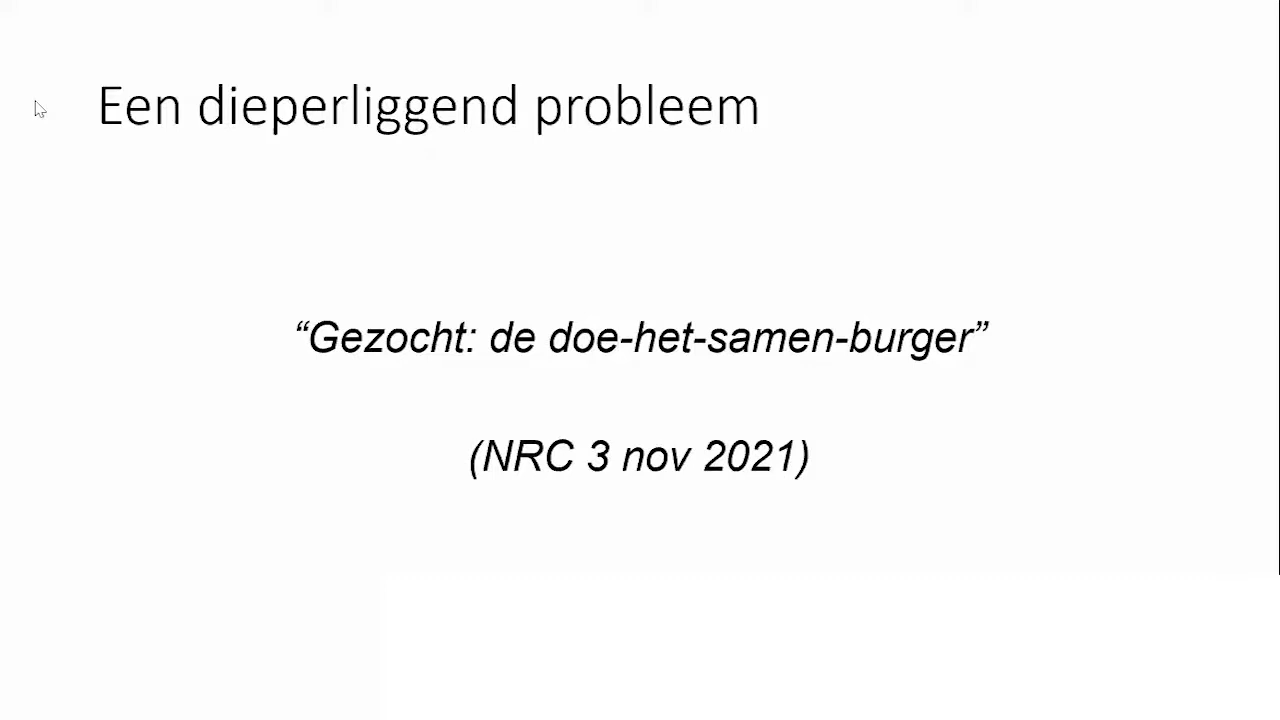 Een dieperliggend probleem
“Gezocht: de doe-het-samen-burger”
(NRC 3 nov 2021)